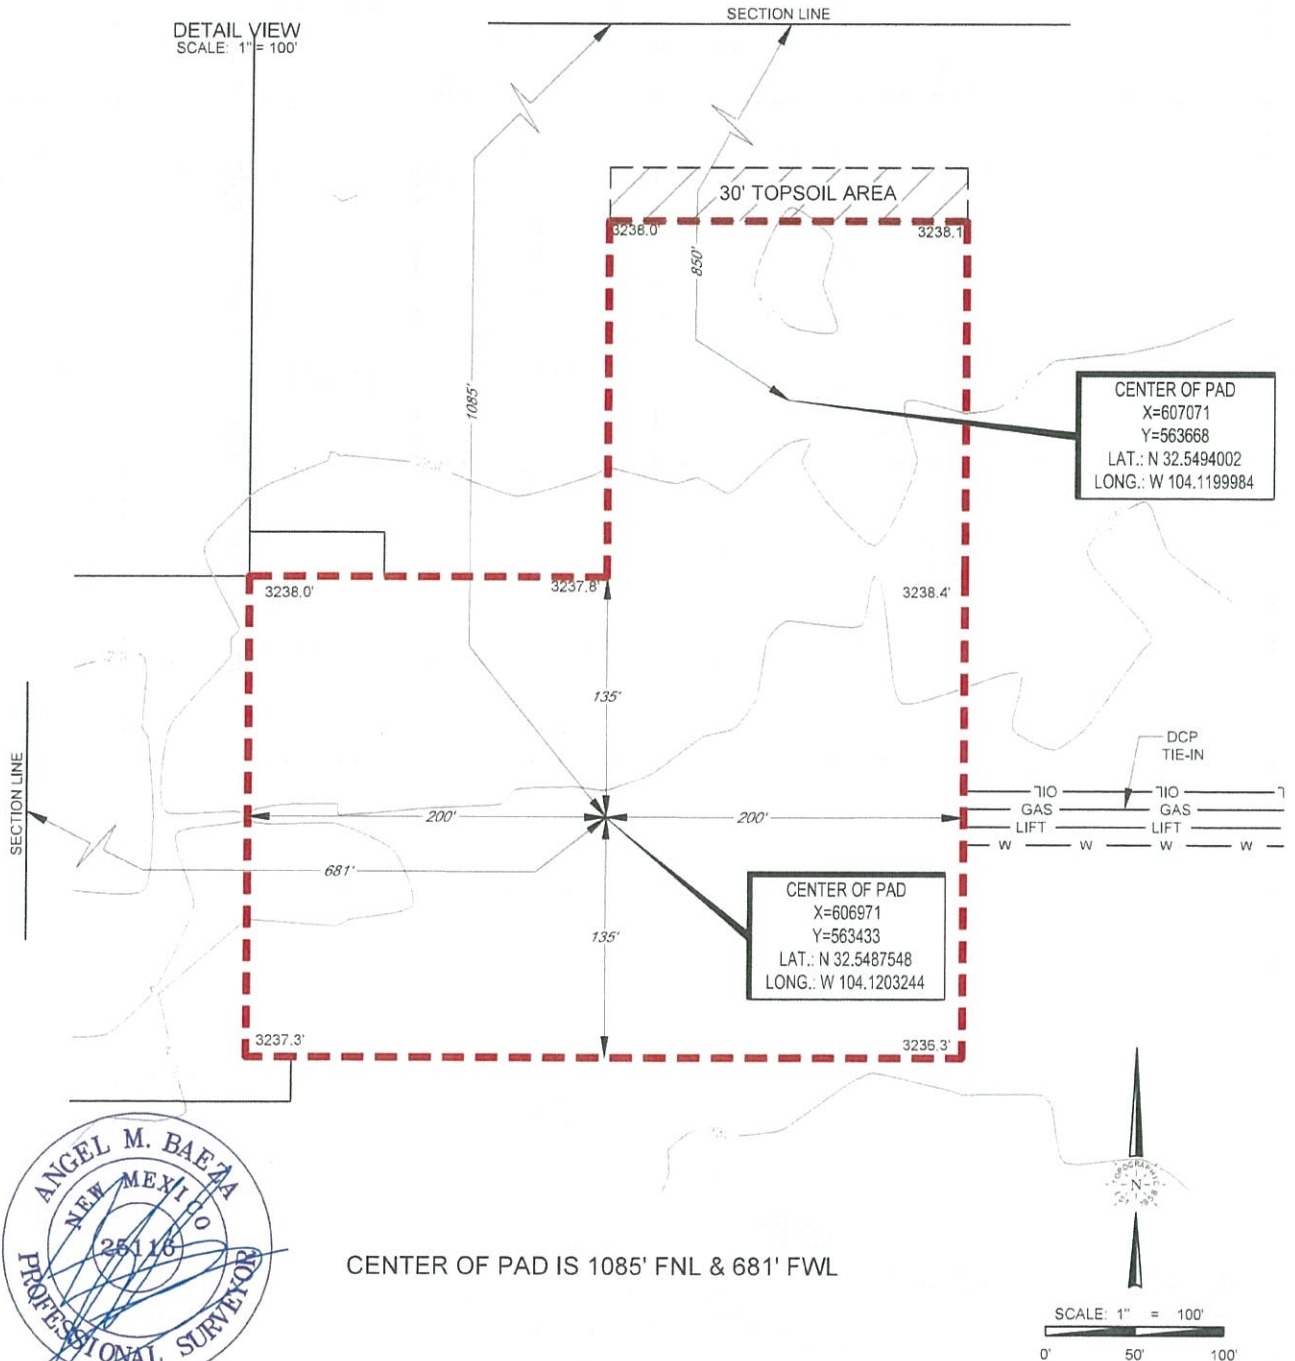 DETAIL VIEW
SCALE: 1" = 100'
SECTION LINE
30' TOPSOIL AREA
3238.0'
3238.1
850'
1085'
CENTER OF PAD
X=607071
Y=563668
LAT.: N 32.5494002
LONG.: W 104.1199984
3238.0'
3237.8'
3238.4'
135'
SECTION LINE
DCP
TIE-IN
OIL OIL
GAS GAS
LIFT LIFT
W W W W
200'
200'
681'
135'
CENTER OF PAD
X=606971
Y=563433
LAT.: N 32.5487548
LONG.: W 104.1203244
3237.3'
3236.3'
ANGEL M. BAEZA
NEW MEXICO
25116
PROFESSIONAL SURVEYOR
CENTER OF PAD IS 1085' FNL & 681' FWL
TOPOGRAPHIC
N
EST. 1958
SCALE: 1" = 100'
0' 50' 100'